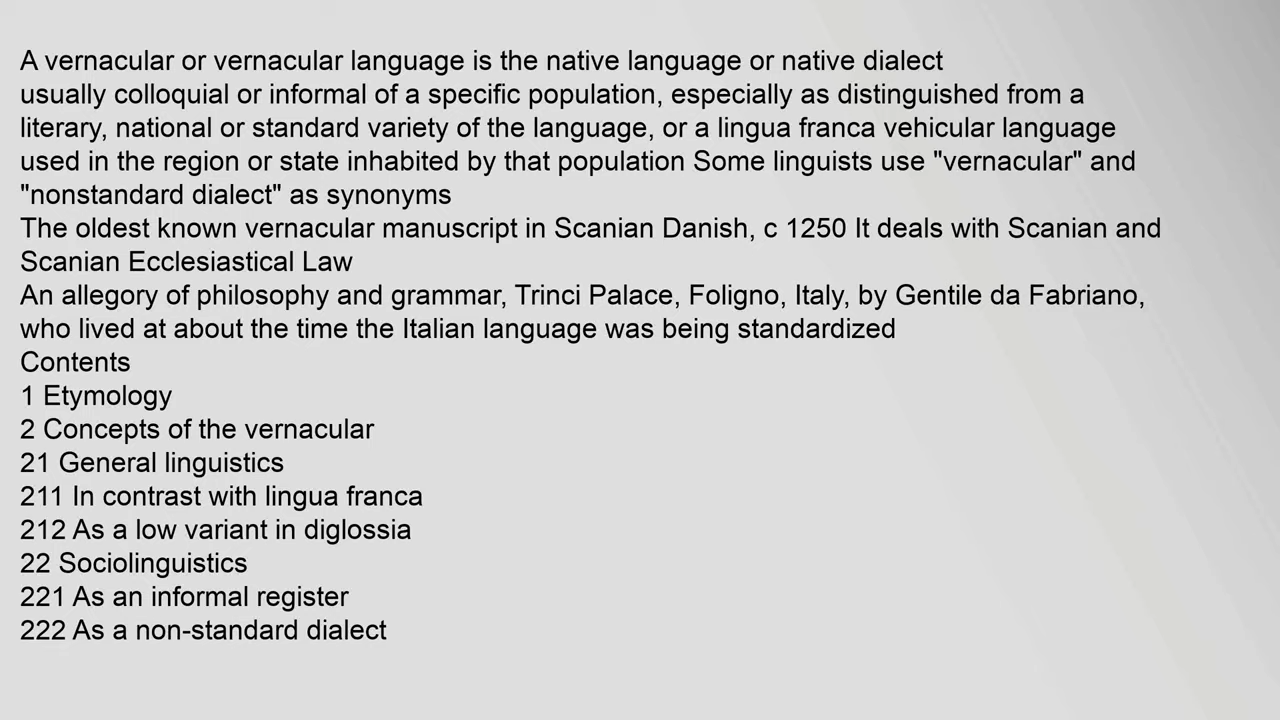 A vernacular or vernacular language is the native language or native dialect
usually colloquial or informal of a specific population, especially as distinguished from a
literary, national or standard variety of the language, or a lingua franca vehicular language
used in the region or state inhabited by that population Some linguists use "vernacular" and
"nonstandard dialect" as synonyms
The oldest known vernacular manuscript in Scanian Danish, c 1250 It deals with Scanian and
Scanian Ecclesiastical Law
An allegory of philosophy and grammar, Trinci Palace, Foligno, Italy, by Gentile da Fabriano,
who lived at about the time the Italian language was being standardized
Contents
1 Etymology
2 Concepts of the vernacular
21 General linguistics
211 In contrast with lingua franca
212 As a low variant in diglossia
22 Sociolinguistics
221 As an informal register
222 As a non-standard dialect